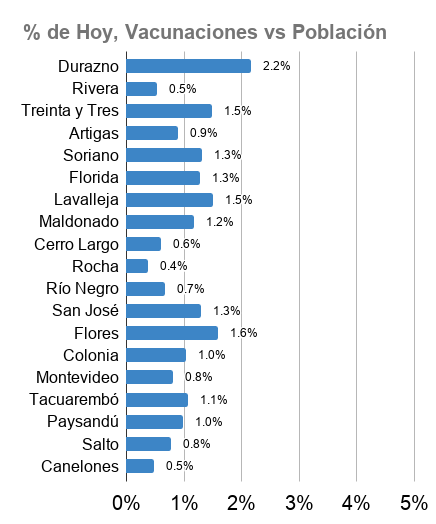 % de Hoy, Vacunaciones vs Población
Durazno 2.2%
Rivera 0.5%
Treinta y Tres 1.5%
Artigas 0.9%
Soriano 1.3%
Florida 1.3%
Lavalleja 1.5%
Maldonado 1.2%
Cerro Largo 0.6%
Rocha 0.4%
Río Negro 0.7%
San José 1.3%
Flores 1.6%
Colonia 1.0%
Montevideo 0.8%
Tacuarembó 1.1%
Paysandú 1.0%
Salto 0.8%
Canelones 0.5%
0% 1% 2% 3% 4% 5%